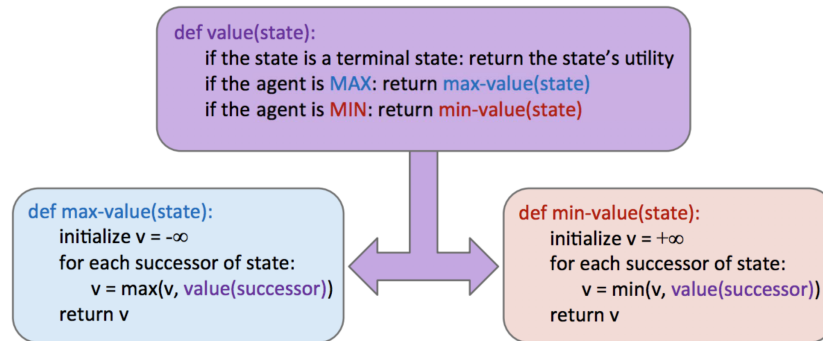 def value(state):
if the state is a terminal state: return the state’s utility
if the agent is MAX: return max-value(state)
if the agent is MIN: return min-value(state)
def max-value(state):
initialize v = -∞
for each successor of state:
v = max(v, value(successor))
return v
def min-value(state):
initialize v = +∞
for each successor of state:
v = min(v, value(successor))
return v